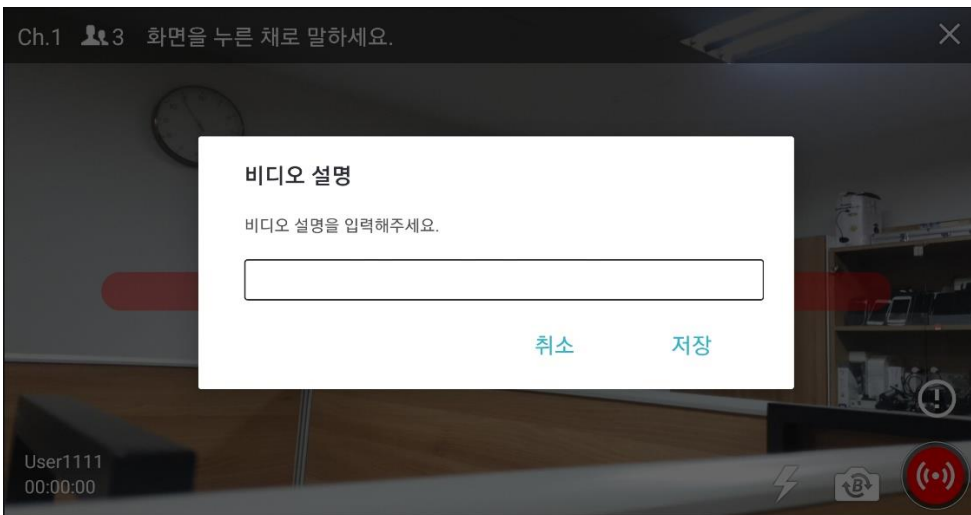 Ch.1 3 화면을 누른 채로 말하세요.
비디오 설명
비디오 설명을 입력해주세요.
취소 저장
User1111
00:00:00
B